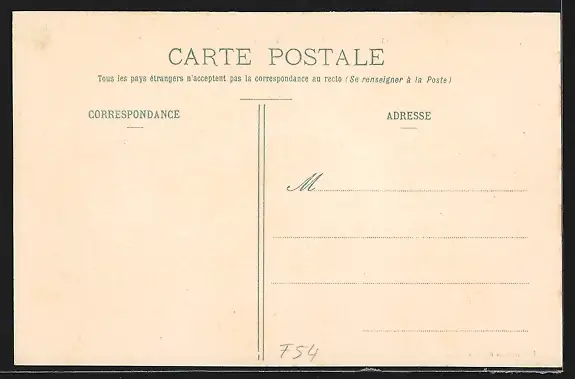 CARTE POSTALE
Tous les pays étrangers n'acceptent pas la correspondance au recto (Se renseigner à la Poste)
CORRESPONDANCE
ADRESSE
M
F54